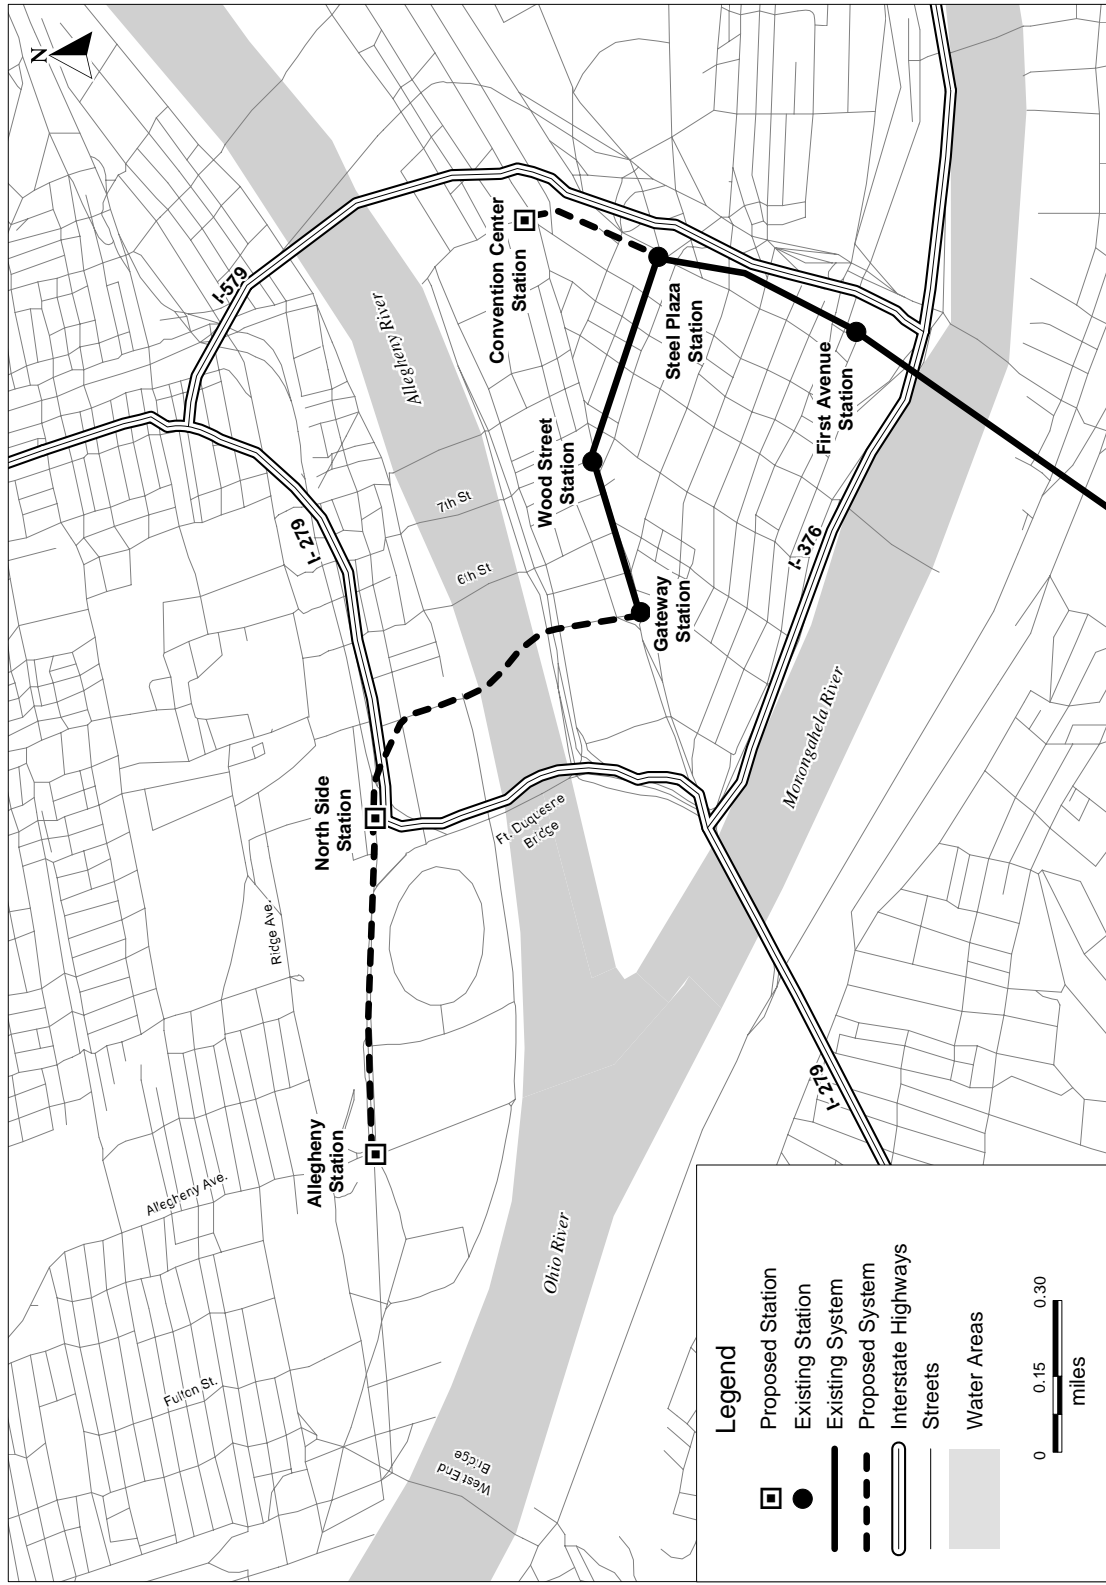 N
I-579
Allegheny River
Convention Center
Station
Steel Plaza
Station
First Avenue
Station
Wood Street
Station
7th St
6th St
I- 279
Gateway
Station
I- 376
Monongahela River
North Side
Station
Ft. Duquesne
Bridge
Ridge Ave.
Allegheny
Station
Allegheny Ave.
I- 279
Ohio River
Fulton St.
West End
Bridge
Legend
Proposed Station
Existing Station
Existing System
Proposed System
Interstate Highways
Streets
Water Areas
0 0.15 0.30
miles